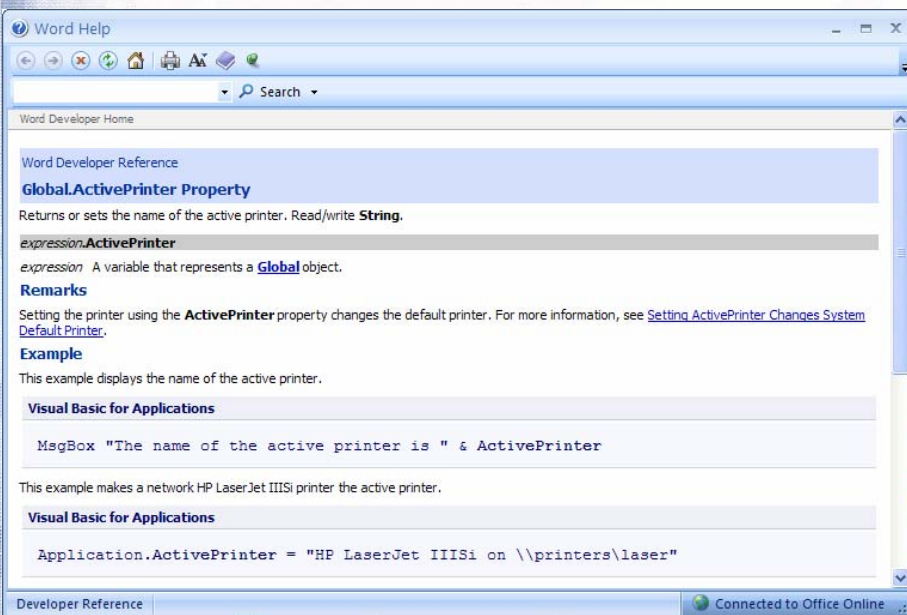 Word Help
Search
Word Developer Home
Word Developer Reference
Global.ActivePrinter Property
Returns or sets the name of the active printer. Read/write String.
expression.ActivePrinter
expression A variable that represents a Global object.
Remarks
Setting the printer using the ActivePrinter property changes the default printer. For more information, see Setting ActivePrinter Changes System
Default Printer.
Example
This example displays the name of the active printer.
Visual Basic for Applications
MsgBox "The name of the active printer is " & ActivePrinter
This example makes a network HP LaserJet IIISi printer the active printer.
Visual Basic for Applications
Application.ActivePrinter = "HP LaserJet IIISi on \\printers\laser"
Developer Reference
Connected to Office Online